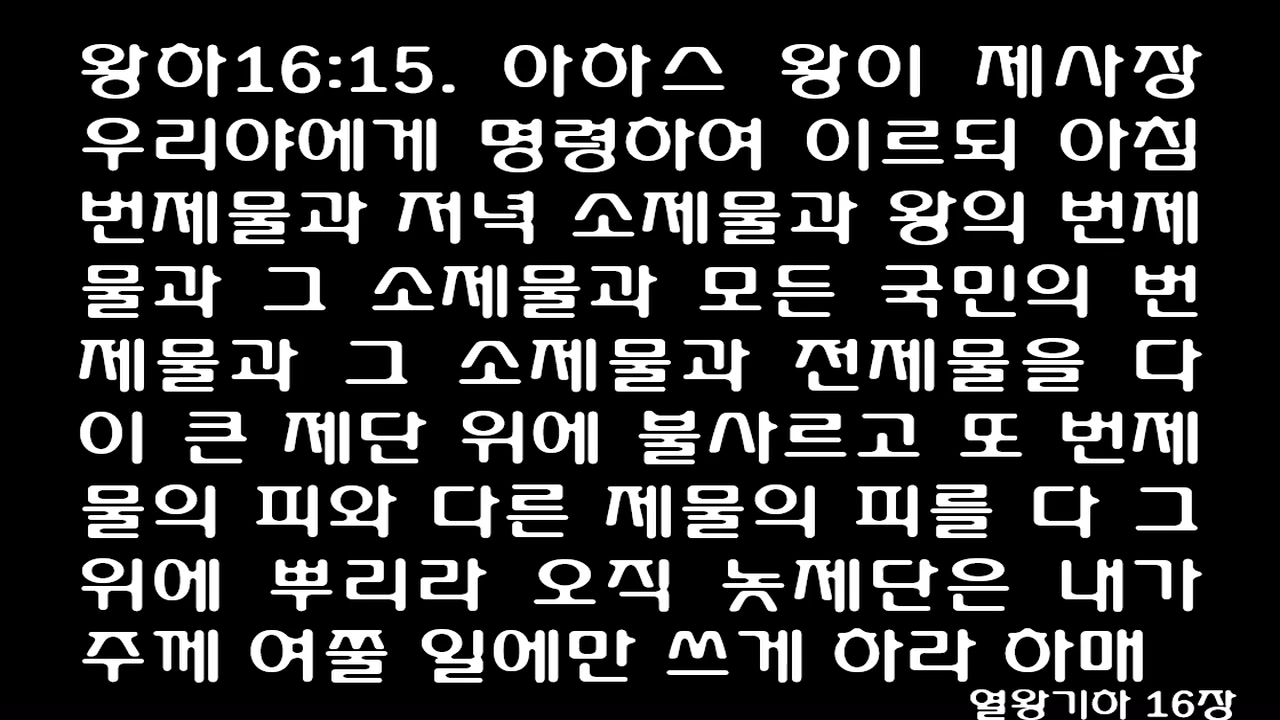 왕하16:15. 아하스 왕이 제사장
우리야에게 명령하여 이르되 아침
번제물과 저녁 소제물과 왕의 번제
물과 그 소제물과 모든 국민의 번
제물과 그 소제물과 전제물을 다
이 큰 제단 위에 불사르고 또 번제
물의 피와 다른 제물의 피를 다 그
위에 뿌리라 오직 놋제단은 내가
주께 여쭐 일에만 쓰게 하라 하매
열왕기하 16장